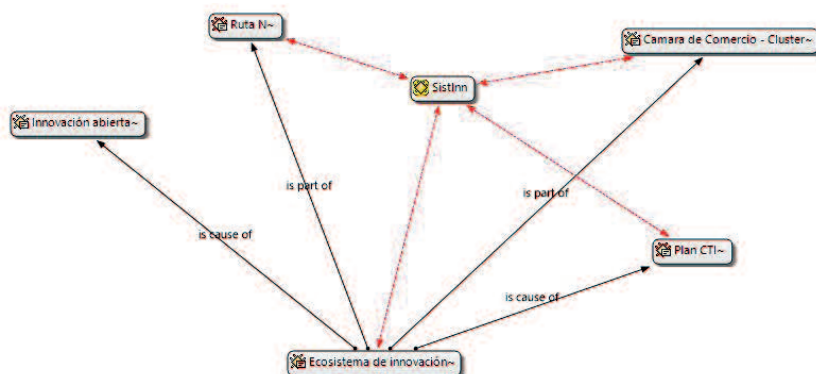 Ruta N~
Camara de Comercio - Cluster~
SistInn
Innovación abierta~
is part of
is part of
is cause of
Plan CTI~
is cause of
Ecosistema de innovación~